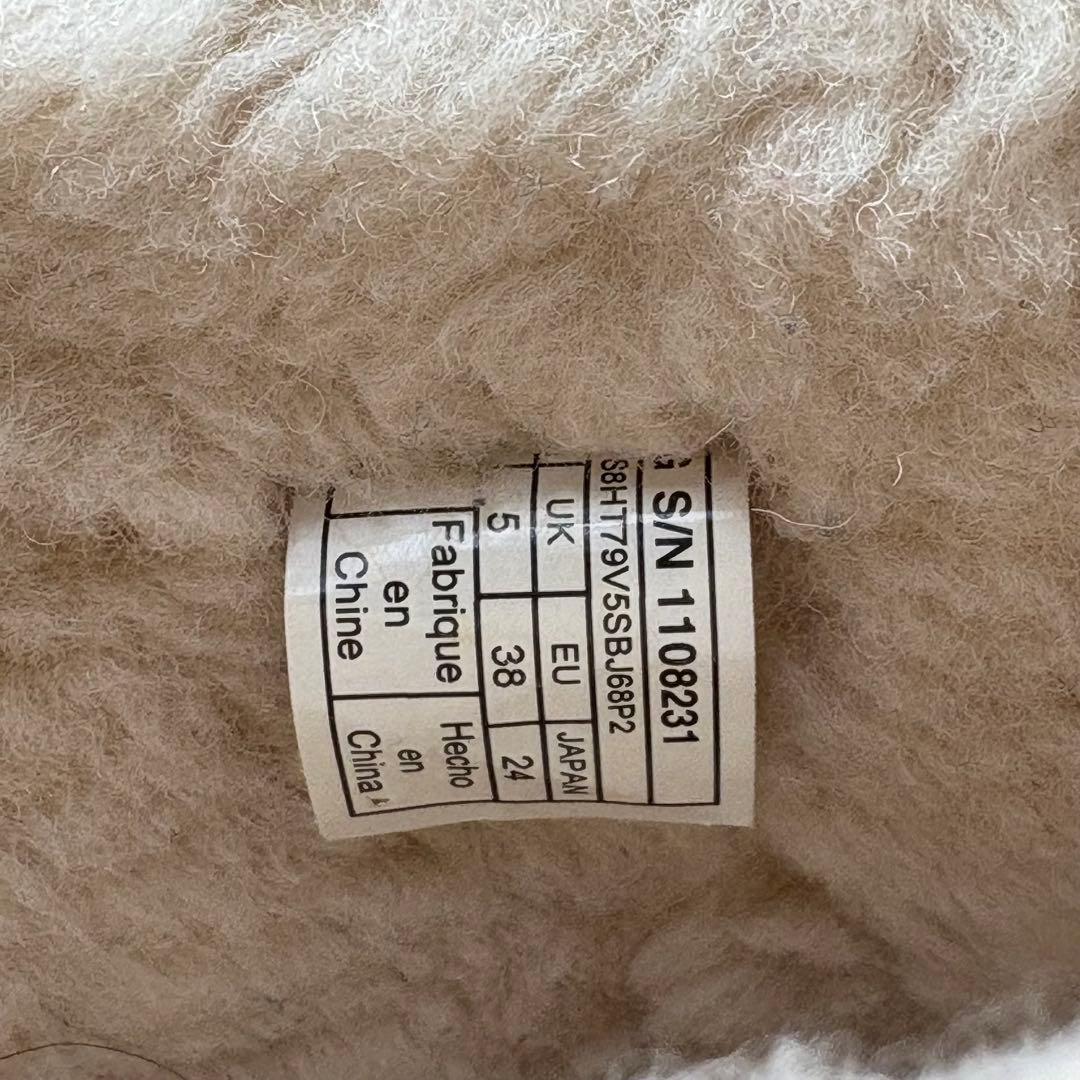 G S/N 1108231
S8HT79V5SBJ68P2
UK EU JAPAN
5 38 24
Fabrique en Chine
Hecho en China